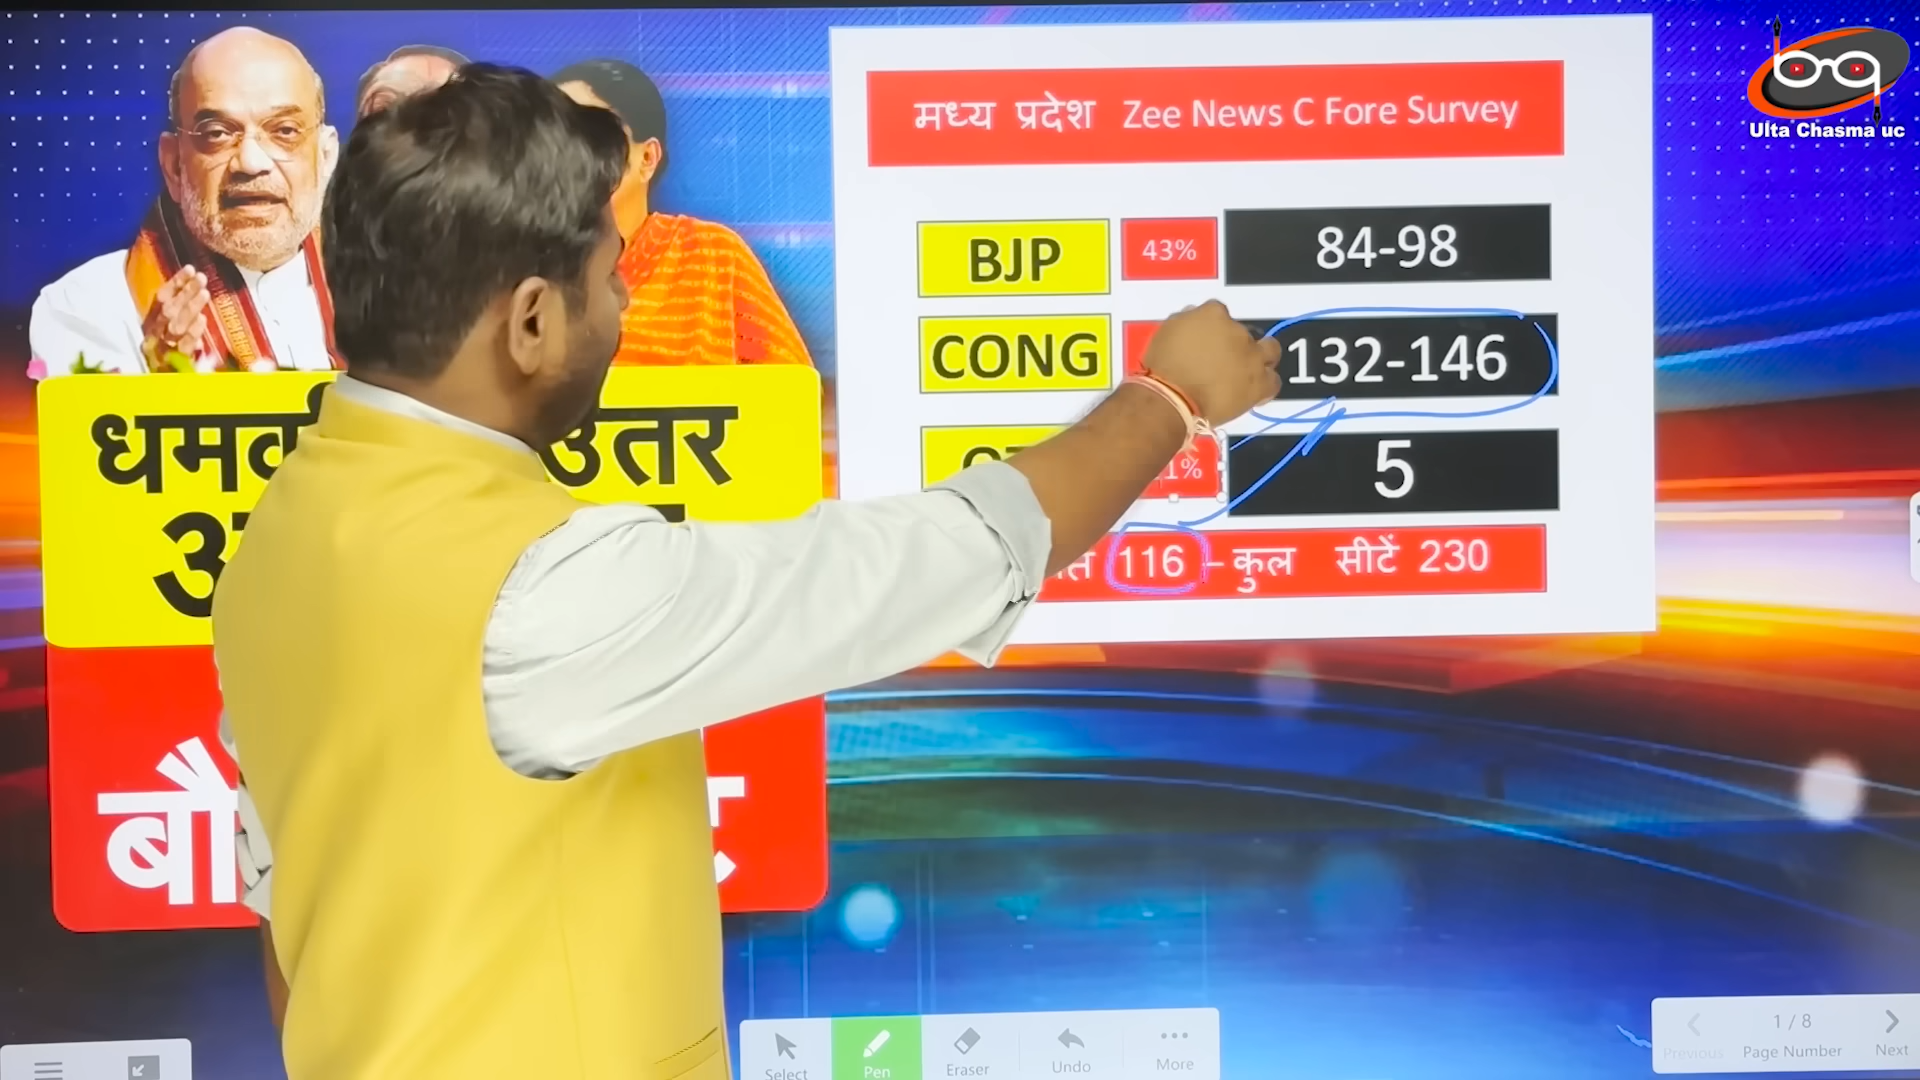 Ulta Chasma uc
मध्य प्रदेश Zee News C Fore Survey
BJP 43% 84-98
CONG 132-146
5
116 – कुल सीटें 230
Select Pen Eraser Undo More
Previous 1 / 8 Next
Page Number